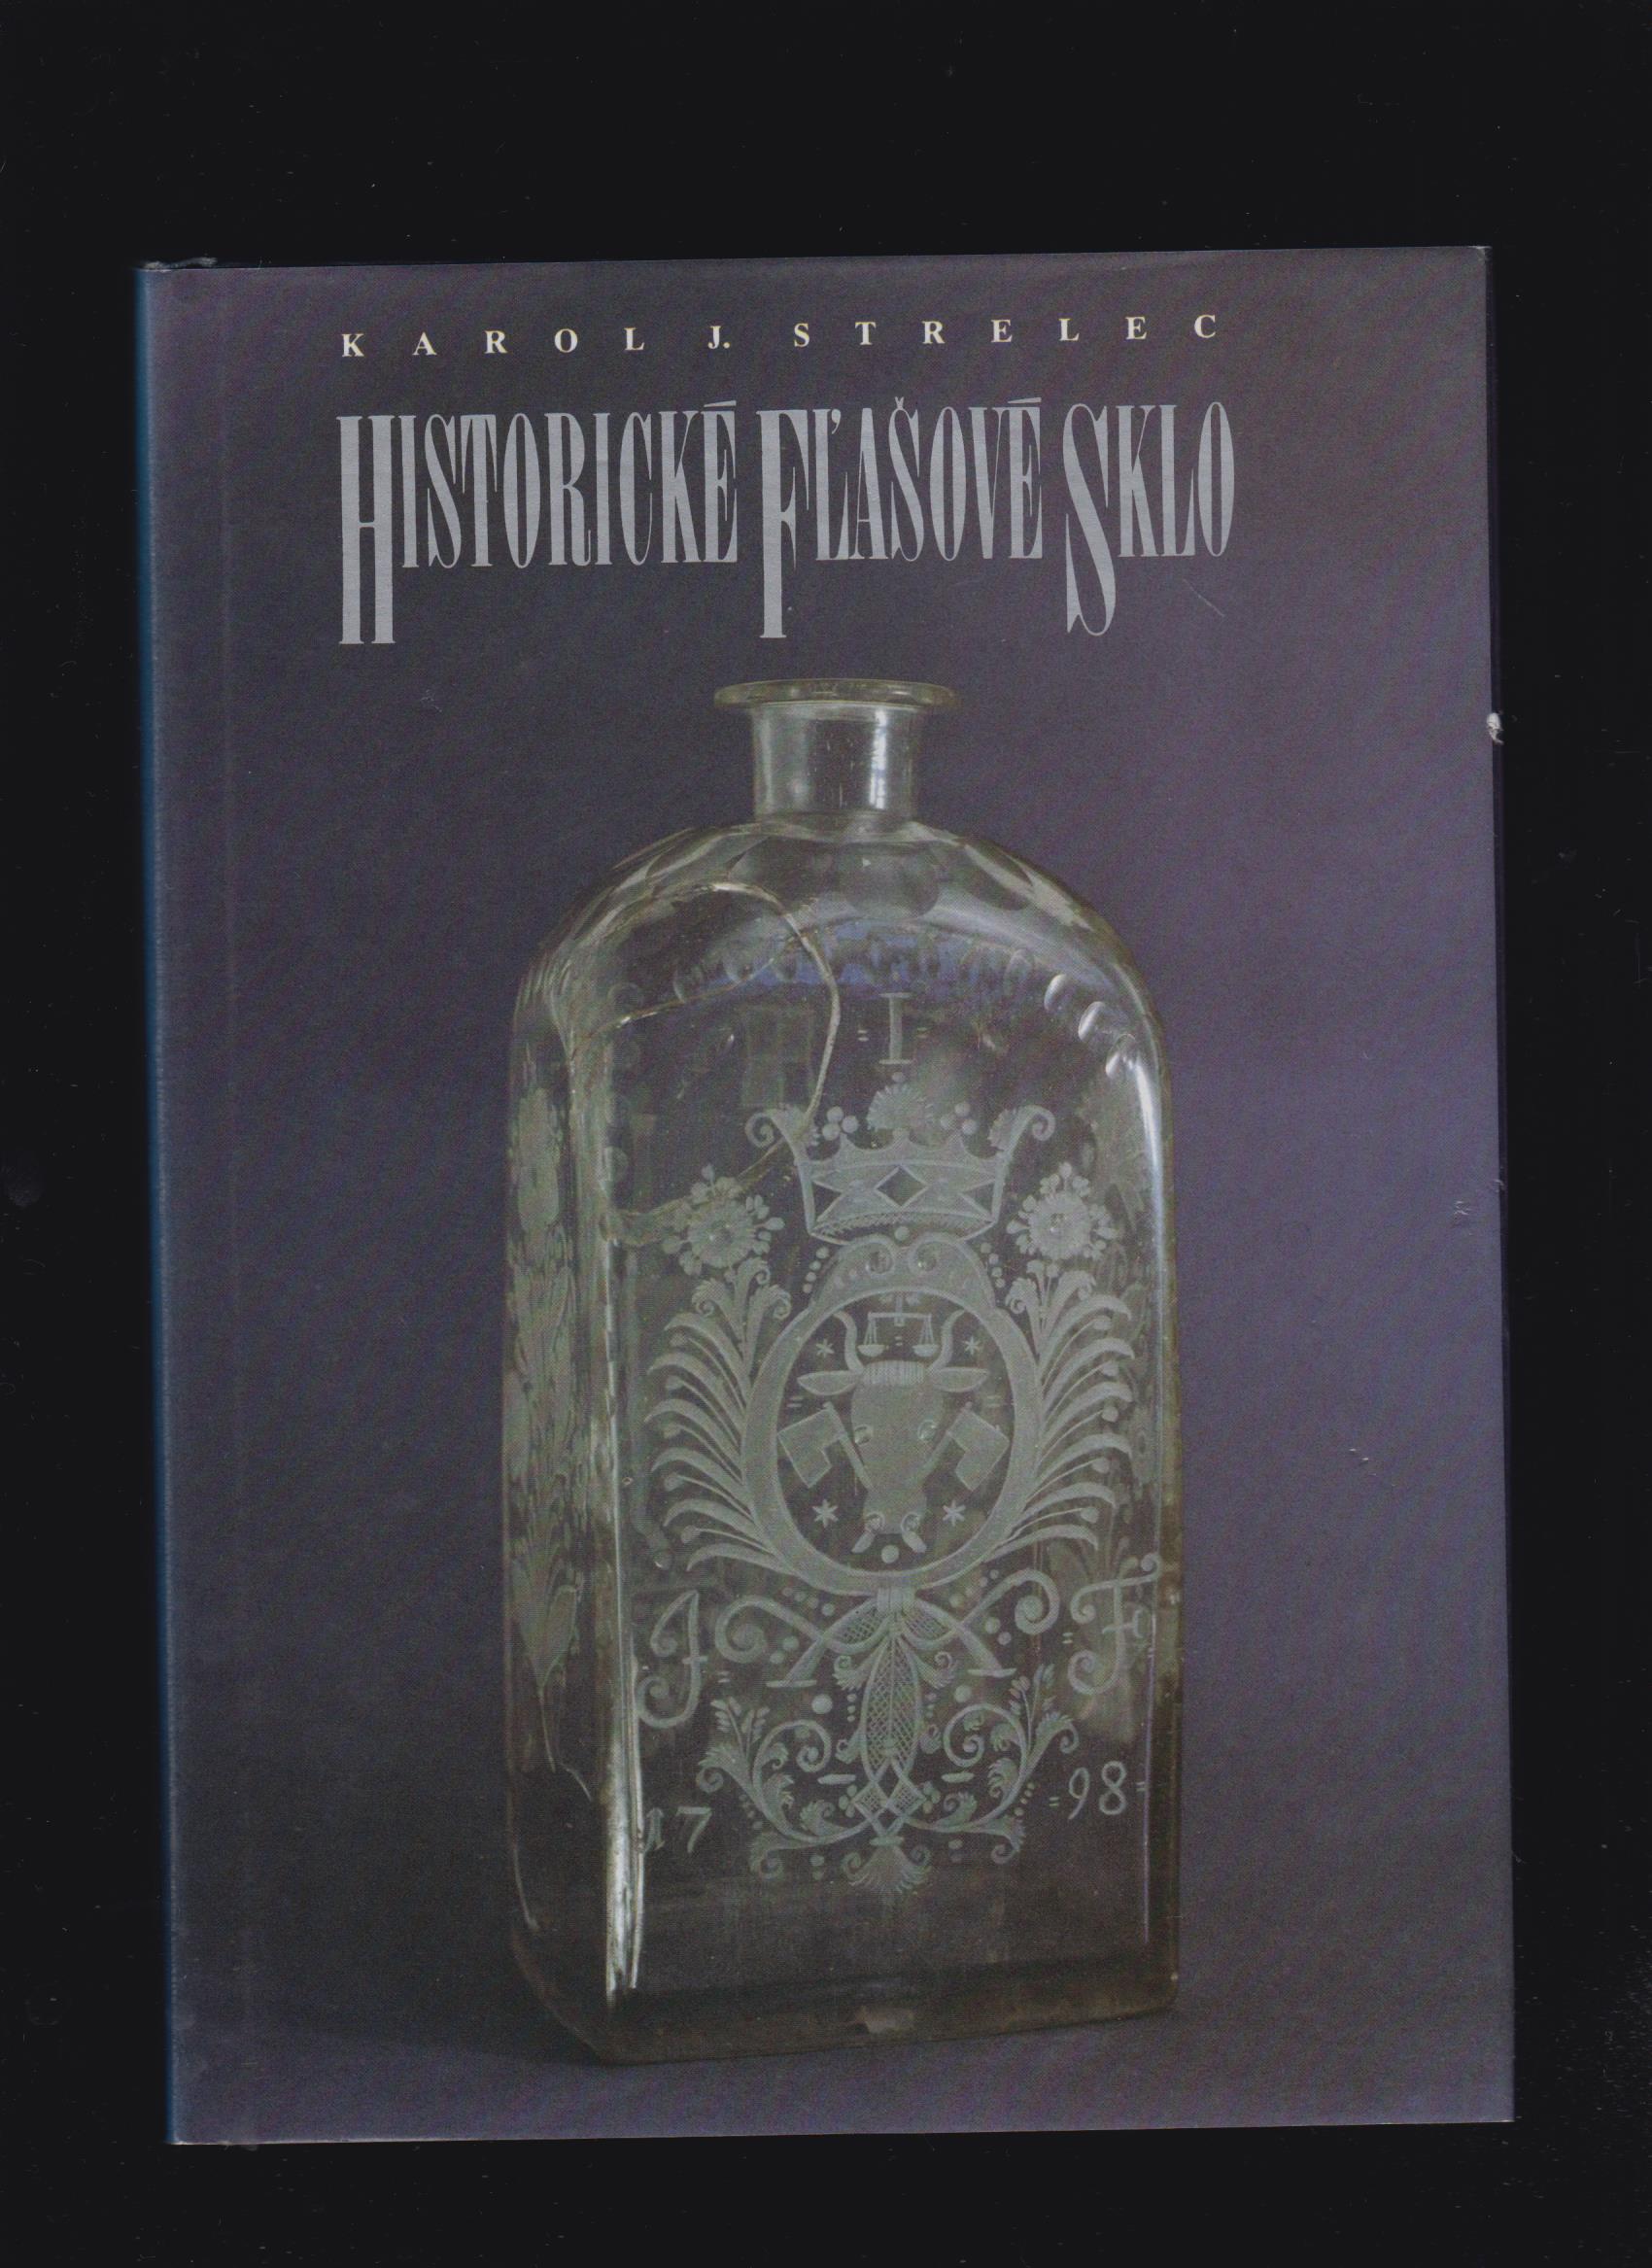 KAROL J. STRELEC
HISTORICKÉ FĽAŠOVÉ SKLO
I
J F
17 98